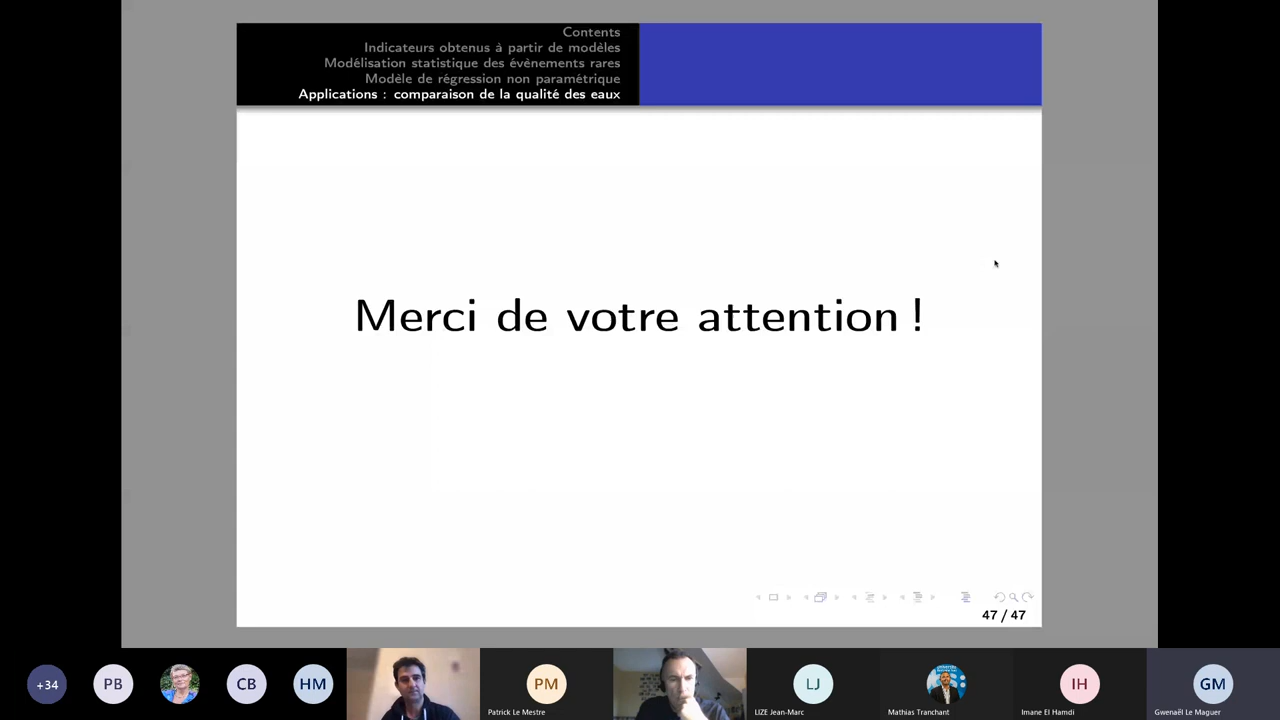 Contents
Indicateurs obtenus à partir de modèles
Modélisation statistique des évènements rares
Modèle de régression non paramétrique
Applications : comparaison de la qualité des eaux
Merci de votre attention !
47 / 47
+34
PB
CB
HM
PM
Patrick Le Mestre
LJ
LIZE Jean-Marc
Mathias Tranchant
IH
Imane El Hamdi
GM
Gwenaël Le Maguer